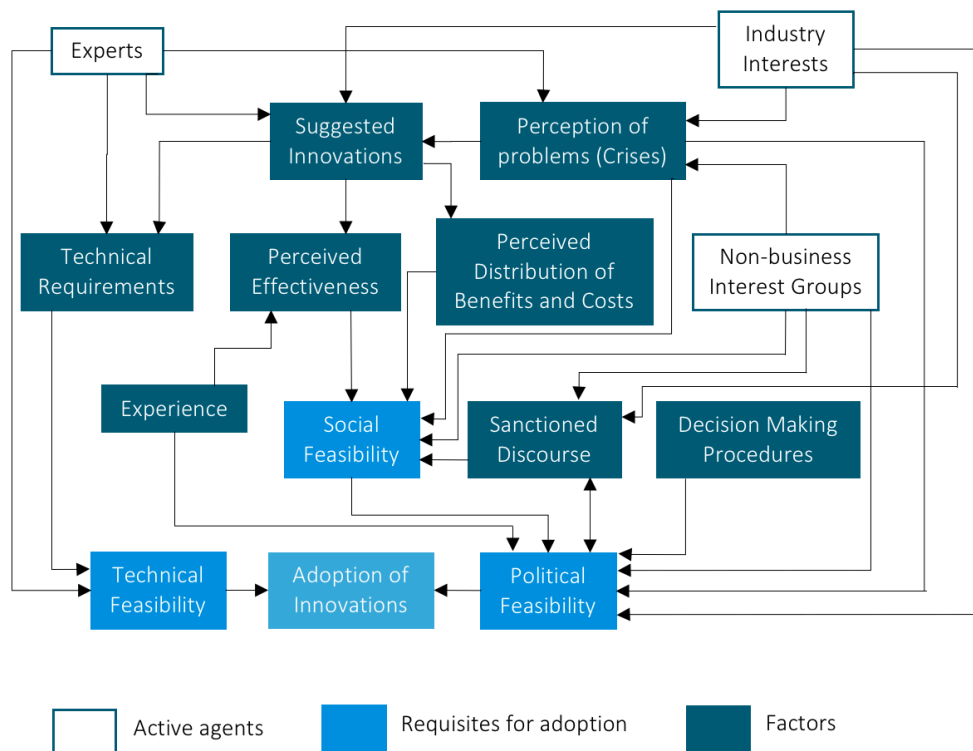 Experts
Industry
Interests
Suggested
Innovations
Perception of
problems (Crises)
Technical
Requirements
Perceived
Effectiveness
Perceived
Distribution of
Benefits and Costs
Non-business
Interest Groups
Experience
Social
Feasibility
Sanctioned
Discourse
Decision Making
Procedures
Technical
Feasibility
Adoption of
Innovations
Political
Feasibility
Active agents
Requisites for adoption
Factors